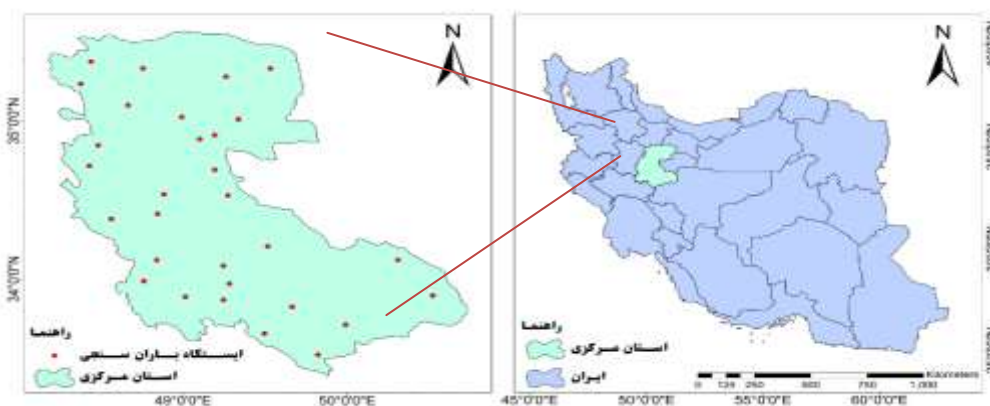 N
35°0'0"N
34°0'0"N
راهنما
ایستگاه باران سنجی
استان مرکزی
49°0'0"E
50°0'0"E
N
راهنما
استان مرکزی
ایران
Kilometers
0 125 250 500 750 1,000
45°0'0"E
50°0'0"E
55°0'0"E
60°0'0"E